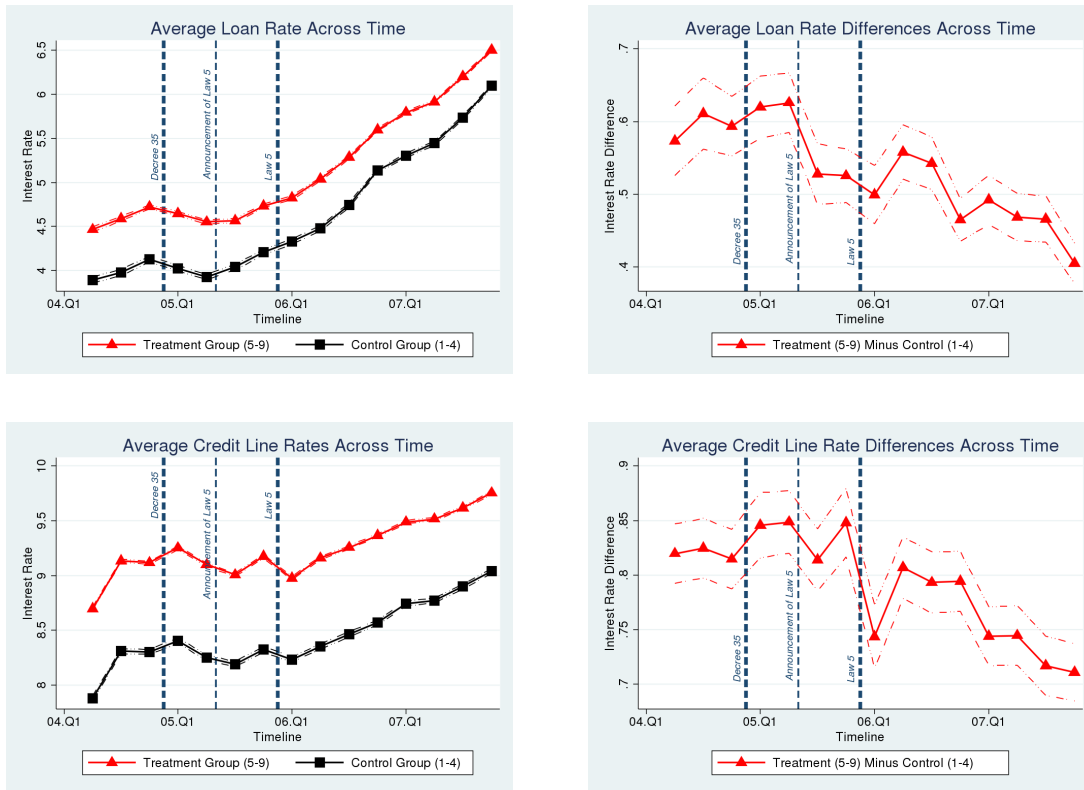 Average Loan Rate Across Time
Interest Rate
6.5
6
5.5
5
4.5
4
Decree 35
Announcement of Law 5
Law 5
04.Q1 05.Q1 06.Q1 07.Q1
Timeline
Treatment Group (5-9) Control Group (1-4)
Average Loan Rate Differences Across Time
Interest Rate Difference
.7
.6
.5
.4
Decree 35
Announcement of Law 5
Law 5
04.Q1 05.Q1 06.Q1 07.Q1
Timeline
Treatment (5-9) Minus Control (1-4)
Average Credit Line Rates Across Time
Interest Rate
10
9.5
9
8.5
8
Decree 35
Announcement of Law 5
Law 5
04.Q1 05.Q1 06.Q1 07.Q1
Timeline
Treatment Group (5-9) Control Group (1-4)
Average Credit Line Rate Differences Across Time
Interest Rate Difference
.9
.85
.8
.75
.7
Decree 35
Announcement of Law 5
Law 5
04.Q1 05.Q1 06.Q1 07.Q1
Timeline
Treatment (5-9) Minus Control (1-4)